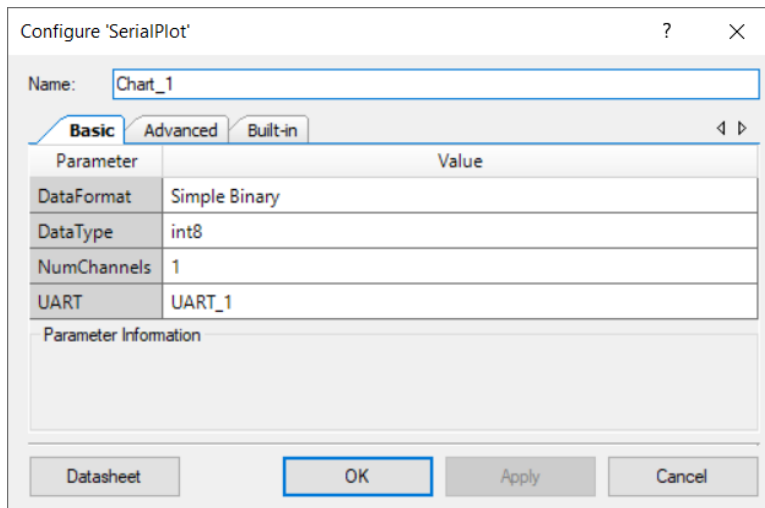 Configure 'SerialPlot'
?
Name: Chart_1
Basic Advanced Built-in
Parameter Value
DataFormat Simple Binary
DataType int8
NumChannels 1
UART UART_1
Parameter Information
Datasheet OK Apply Cancel